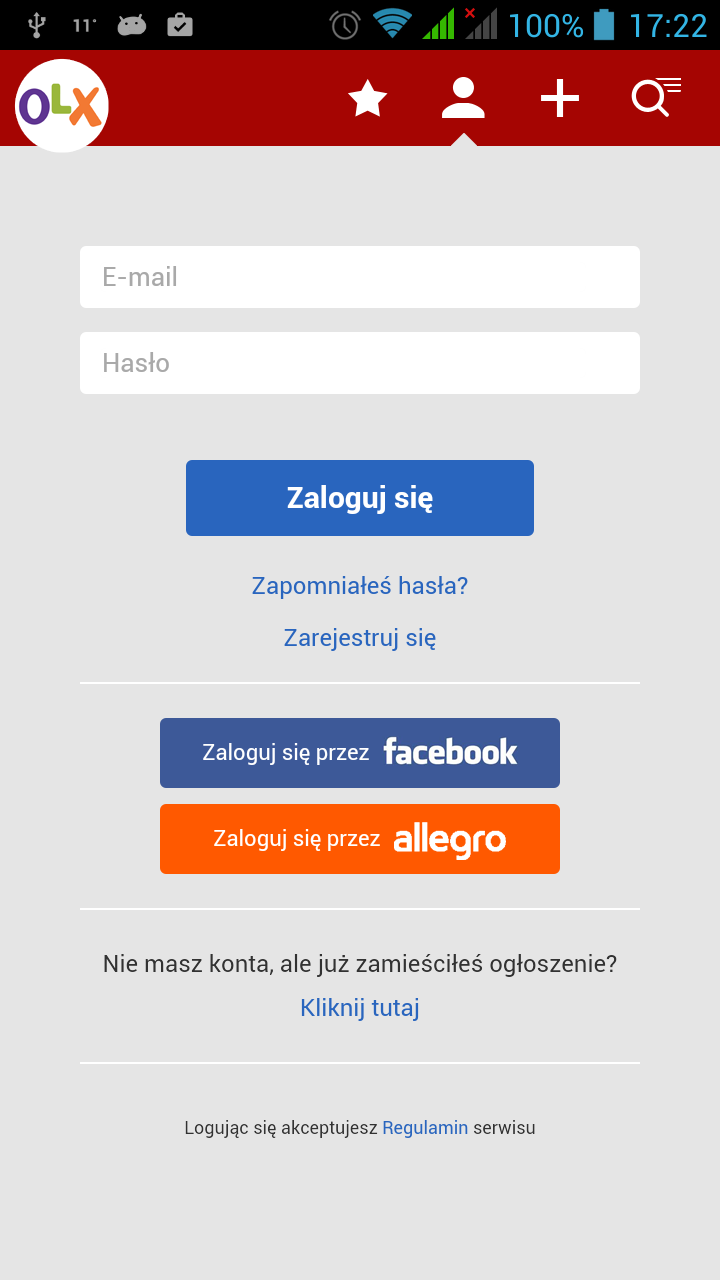 11°
100%
17:22
OLX
E-mail
Hasło
Zaloguj się
Zapomniałeś hasła?
Zarejestruj się
Zaloguj się przez facebook
Zaloguj się przez allegro
Nie masz konta, ale już zamieściłeś ogłoszenie?
Kliknij tutaj
Logując się akceptujesz Regulamin serwisu